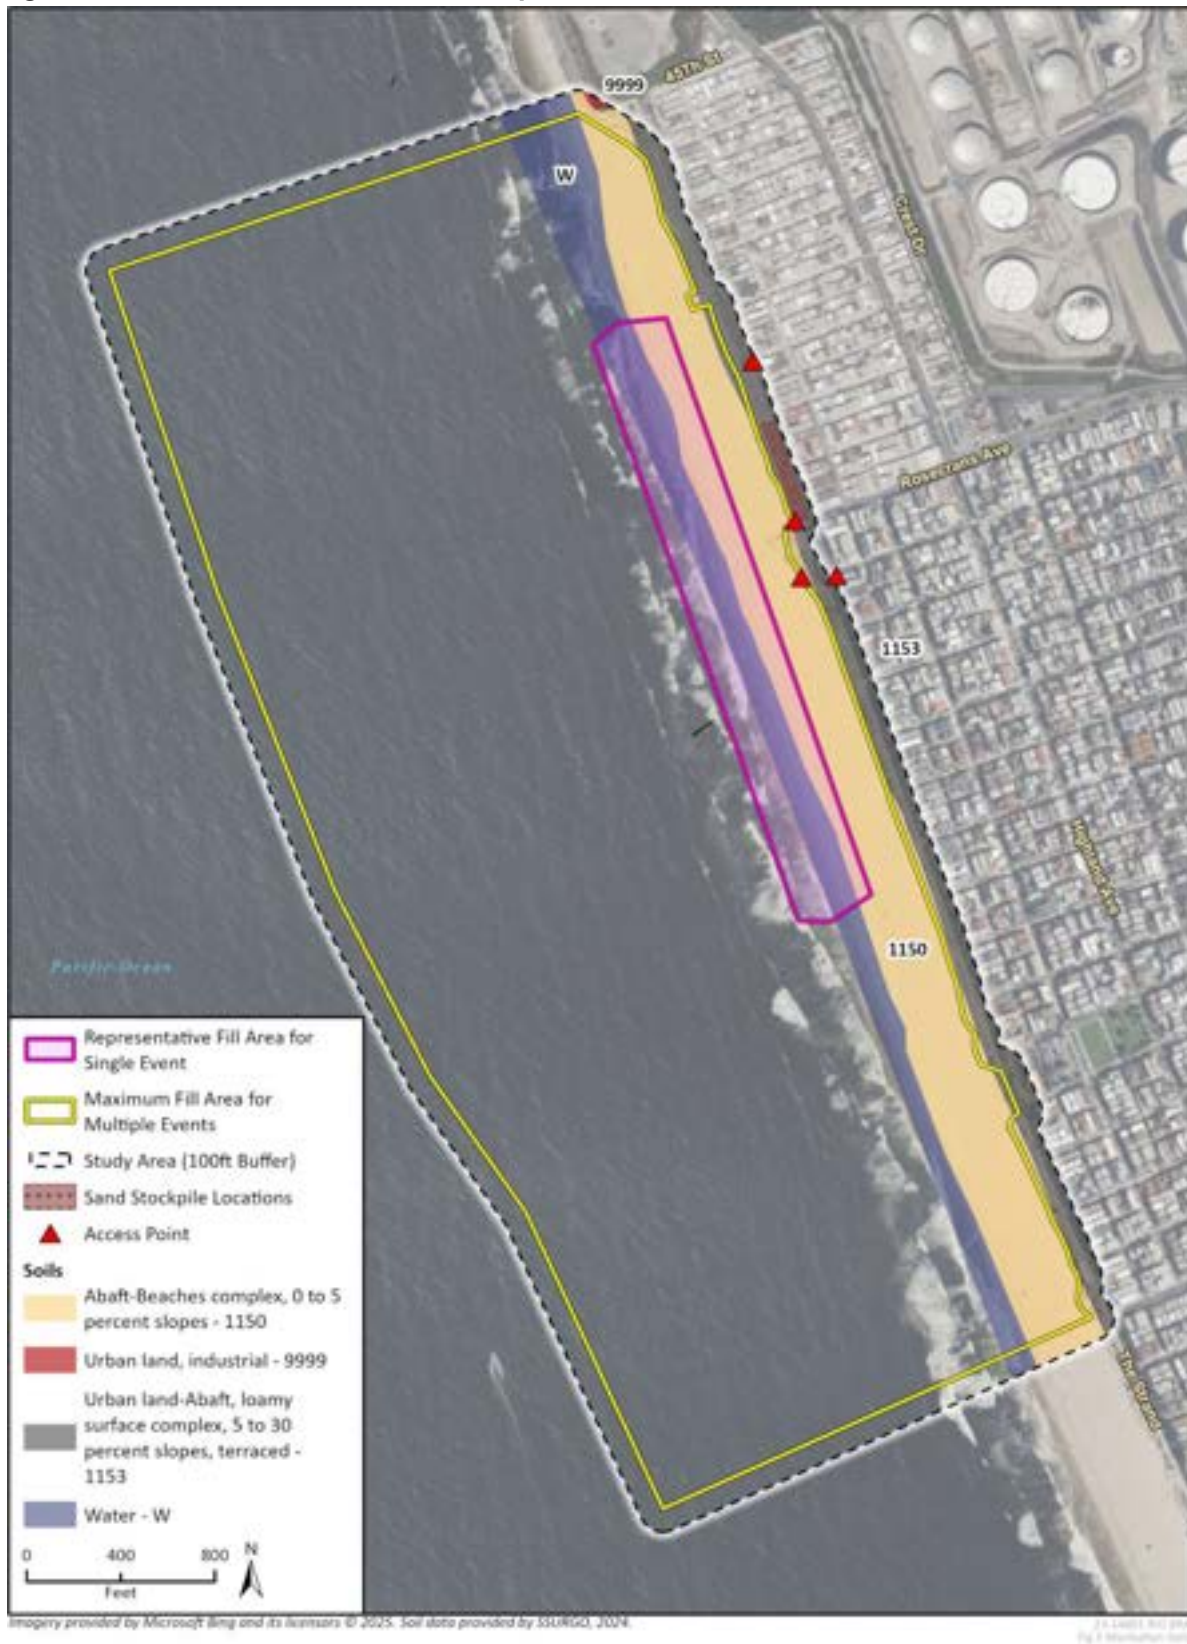 9999
45Th St
W
Crest Dr
Rosecrans Ave
1153
Highland Ave
1150
Pacific Ocean
The Strand
Representative Fill Area for
Single Event
Maximum Fill Area for
Multiple Events
Study Area (100ft Buffer)
Sand Stockpile Locations
Access Point
Soils
Abaft-Beaches complex, 0 to 5
percent slopes - 1150
Urban land, industrial - 9999
Urban land-Abaft, loamy
surface complex, 5 to 30
percent slopes, terraced -
1153
Water - W
0 400 800 N
Feet
Imagery provided by Microsoft Bing and its licensors © 2025. Soil data provided by SSURGO, 2024.